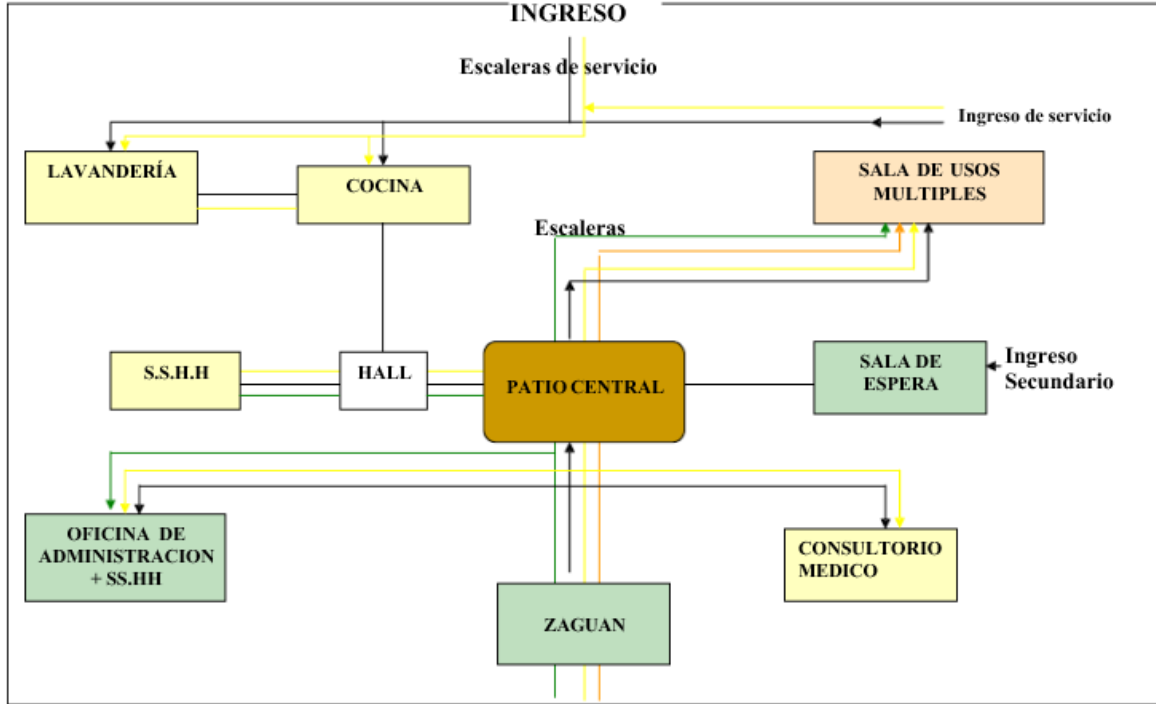 INGRESO
Escaleras de servicio
Ingreso de servicio
LAVANDERÍA
COCINA
SALA DE USOS
MULTIPLES
Escaleras
S.S.H.H
HALL
PATIO CENTRAL
SALA DE
ESPERA
Ingreso
Secundario
OFICINA DE
ADMINISTRACION
+ SS.HH
CONSULTORIO
MEDICO
ZAGUAN